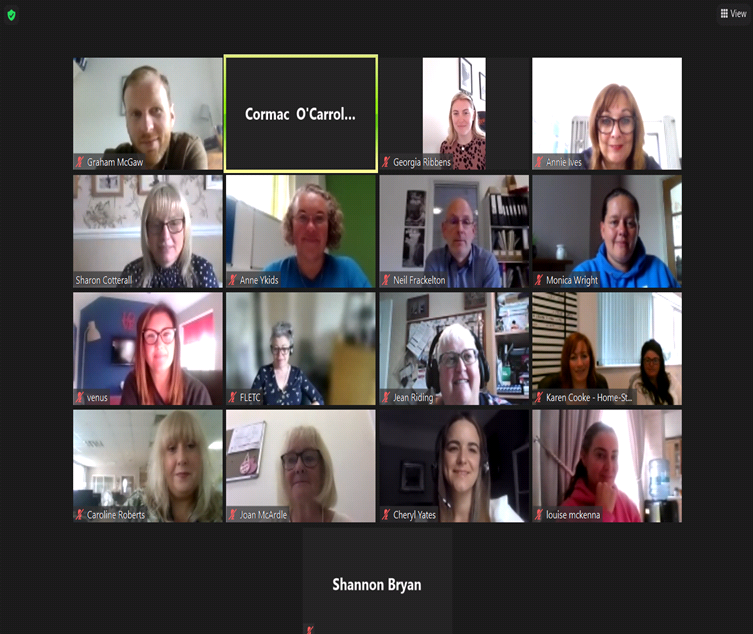 View
Graham McGaw
Cormac O'Carrol...
Georgia Ribbens
Annie Ives
Sharon Cotterall
Anne Ykids
Neil Frackelton
Monica Wright
venus
FLETC
Jean Riding
Karen Cooke - Home-St...
Caroline Roberts
Joan McArdle
Cheryl Yates
louise mckenna
Shannon Bryan